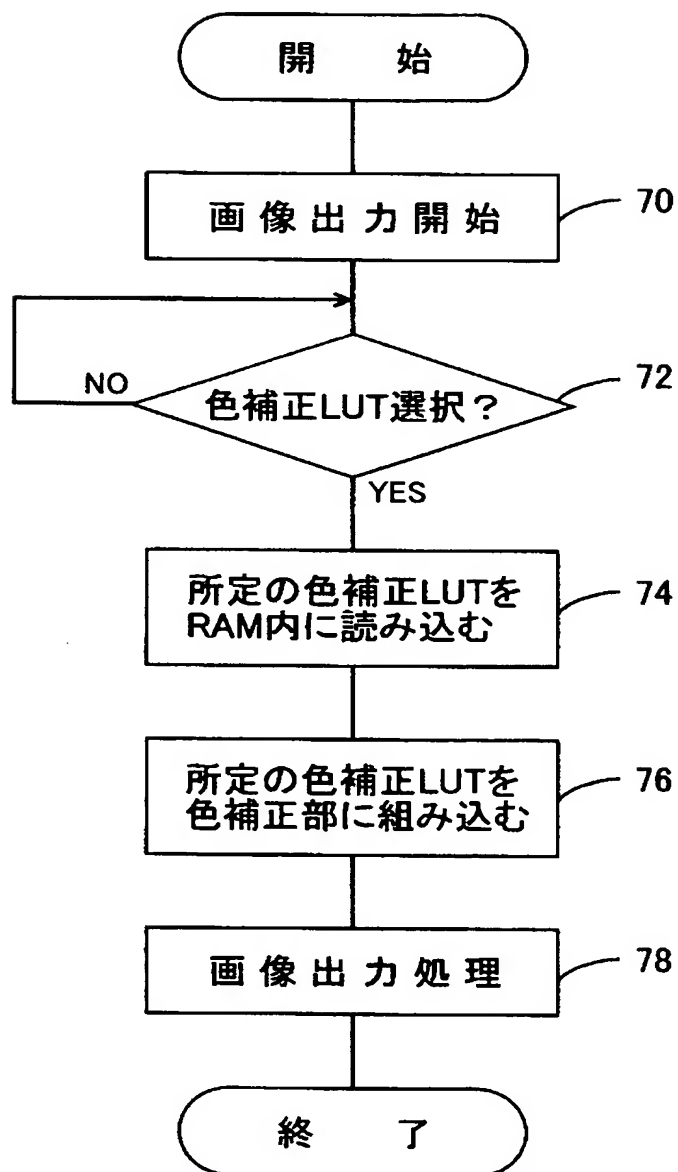 開 始
画像出力開始
70
色補正LUT選択?
72
NO
YES
所定の色補正LUTを
RAM内に読み込む
74
所定の色補正LUTを
色補正部に組み込む
76
画像出力処理
78
終 了